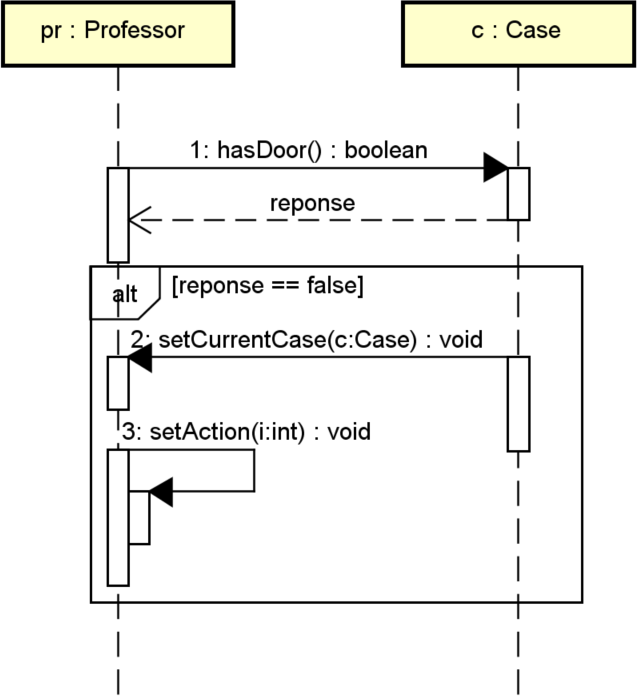 pr : Professor
c : Case
1: hasDoor() : boolean
reponse
alt
[reponse == false]
2: setCurrentCase(c:Case) : void
3: setAction(i:int) : void